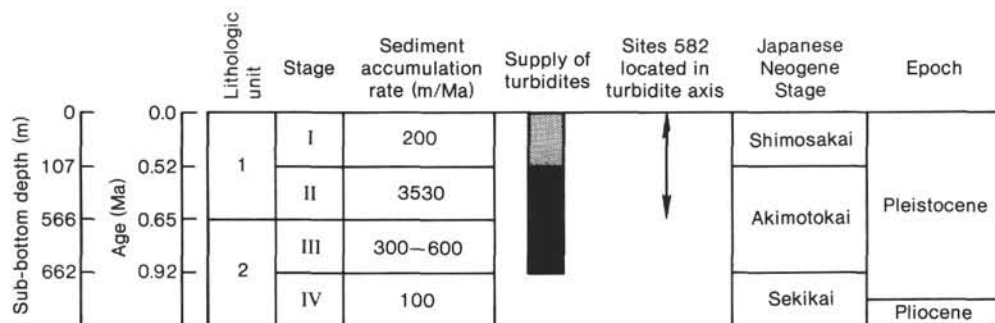 Sub-bottom depth (m)
0
107
566
662
Age (Ma)
0.0
0.52
0.65
0.92
Lithologic
unit
1
2
Stage
I
II
III
IV
Sediment
accumulation
rate (m/Ma)
200
3530
300—600
100
Supply of
turbidites
Sites 582
located in
turbidite axis
Japanese
Neogene
Stage
Shimosakai
Akimotokai
Sekikai
Epoch
Pleistocene
Pliocene